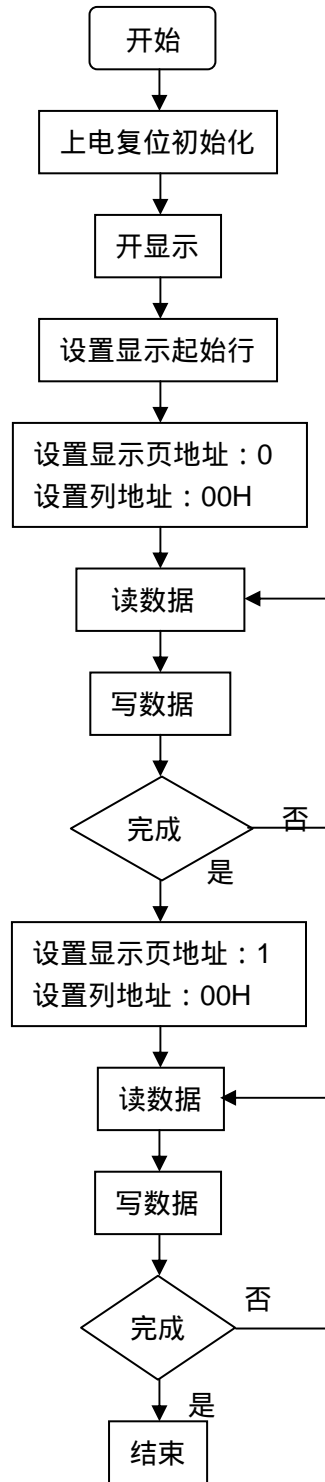 开始
上电复位初始化
开显示
设置显示起始行
设置显示页地址：0
设置列地址：00H
读数据
写数据
完成
否
是
设置显示页地址：1
设置列地址：00H
读数据
写数据
完成
否
是
结束